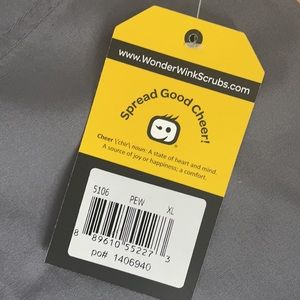 www.WonderWinkScrubs.com
Spread Good Cheer!
Cheer \'chir\ noun: A state of heart and mind.
A source of joy or happiness; a comfort.
5106 PEW XL
8 89610 55227 3
po# 1406940